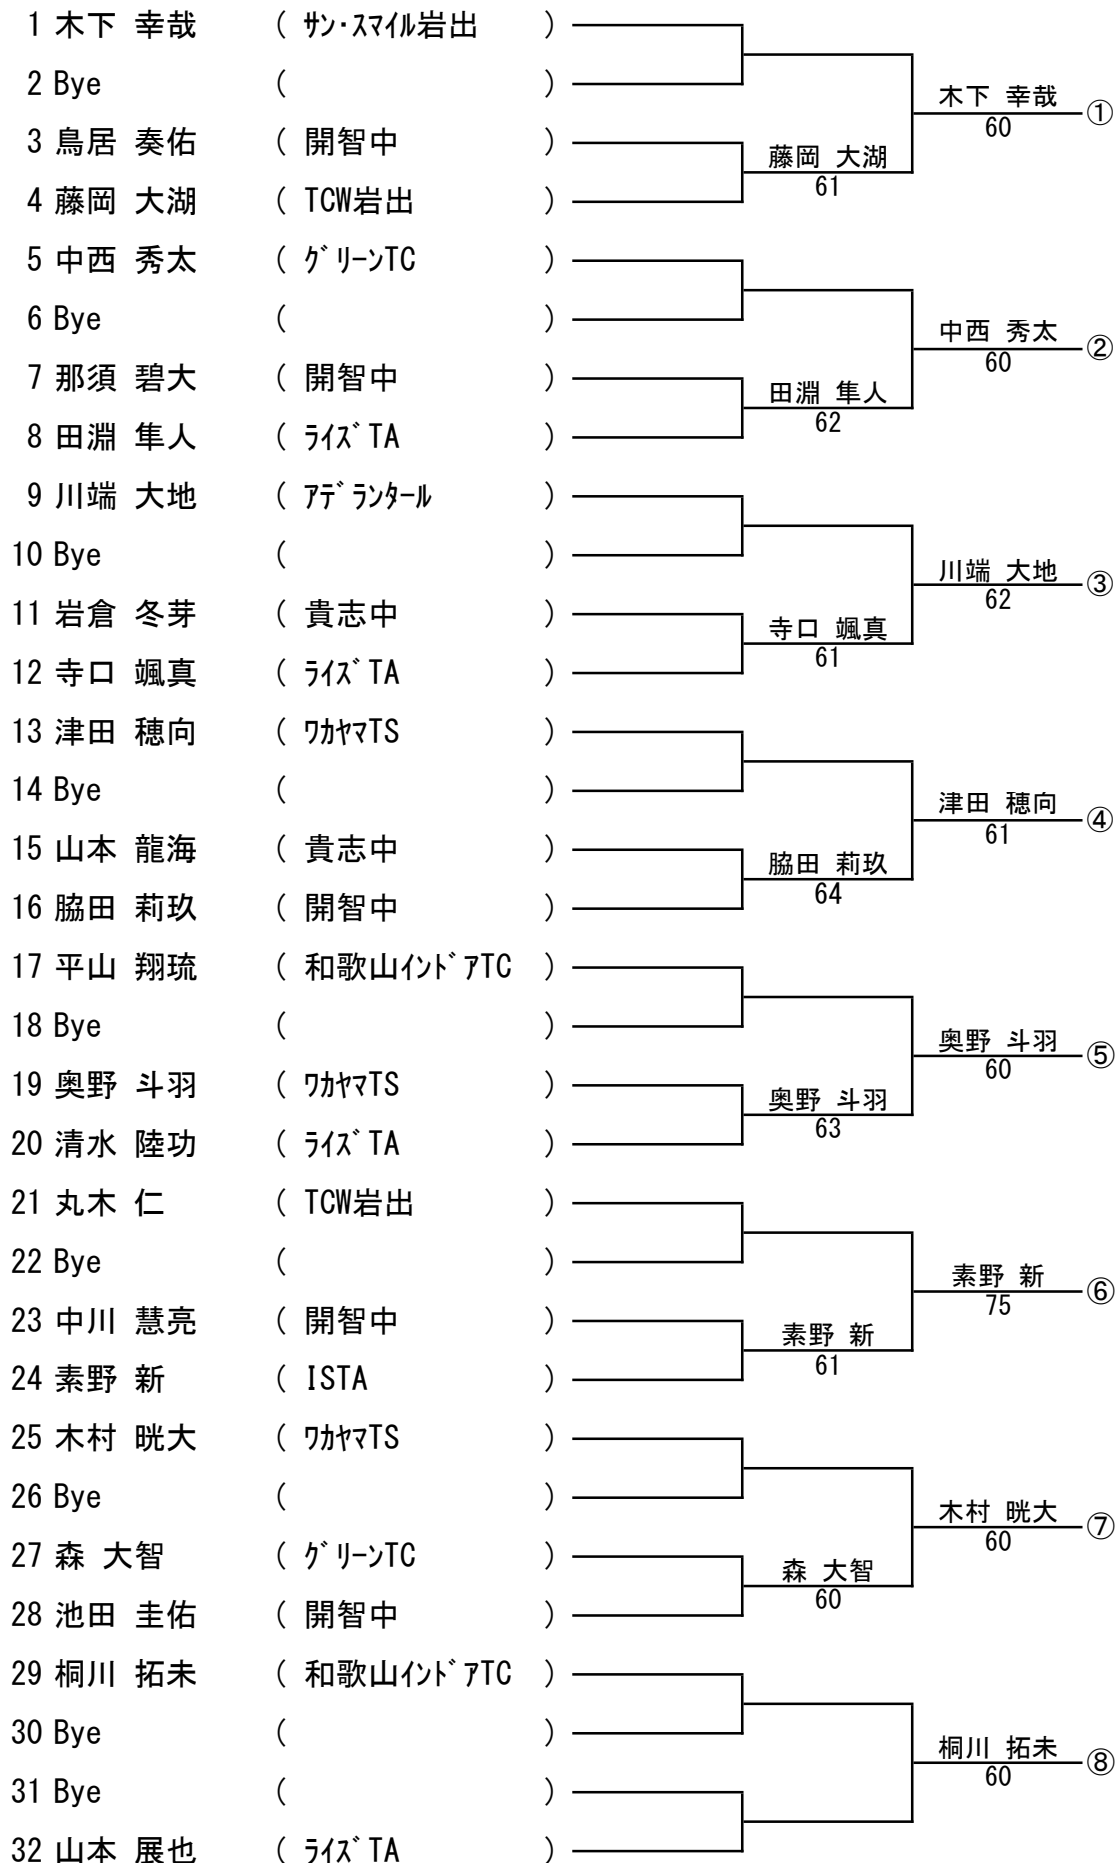 1 木下 幸哉 ( ｻﾝ･ｽﾏｲﾙ岩出 )
2 Bye ( )
木下 幸哉
60
①
3 鳥居 奏佑 ( 開智中 )
藤岡 大湖
61
4 藤岡 大湖 ( TCW岩出 )
5 中西 秀太 ( ｸﾞﾘｰﾝTC )
6 Bye ( )
中西 秀太
60
②
7 那須 碧大 ( 開智中 )
田淵 隼人
62
8 田淵 隼人 ( ﾗｲｽﾞTA )
9 川端 大地 ( ｱﾃﾞﾗﾝﾀｰﾙ )
10 Bye ( )
川端 大地
62
③
11 岩倉 冬芽 ( 貴志中 )
寺口 颯真
61
12 寺口 颯真 ( ﾗｲｽﾞTA )
13 津田 穂向 ( ﾜｶﾔﾏTS )
14 Bye ( )
津田 穂向
61
④
15 山本 龍海 ( 貴志中 )
脇田 莉玖
64
16 脇田 莉玖 ( 開智中 )
17 平山 翔琉 ( 和歌山ｲﾝﾄﾞｱTC )
18 Bye ( )
奥野 斗羽
60
⑤
19 奥野 斗羽 ( ﾜｶﾔﾏTS )
奥野 斗羽
63
20 清水 陸功 ( ﾗｲｽﾞTA )
21 丸木 仁 ( TCW岩出 )
22 Bye ( )
素野 新
75
⑥
23 中川 慧亮 ( 開智中 )
素野 新
61
24 素野 新 ( ISTA )
25 木村 晄大 ( ﾜｶﾔﾏTS )
26 Bye ( )
木村 晄大
60
⑦
27 森 大智 ( ｸﾞﾘｰﾝTC )
森 大智
60
28 池田 圭佑 ( 開智中 )
29 桐川 拓未 ( 和歌山ｲﾝﾄﾞｱTC )
30 Bye ( )
桐川 拓未
60
⑧
31 Bye ( )
32 山本 展也 ( ﾗｲｽﾞTA )